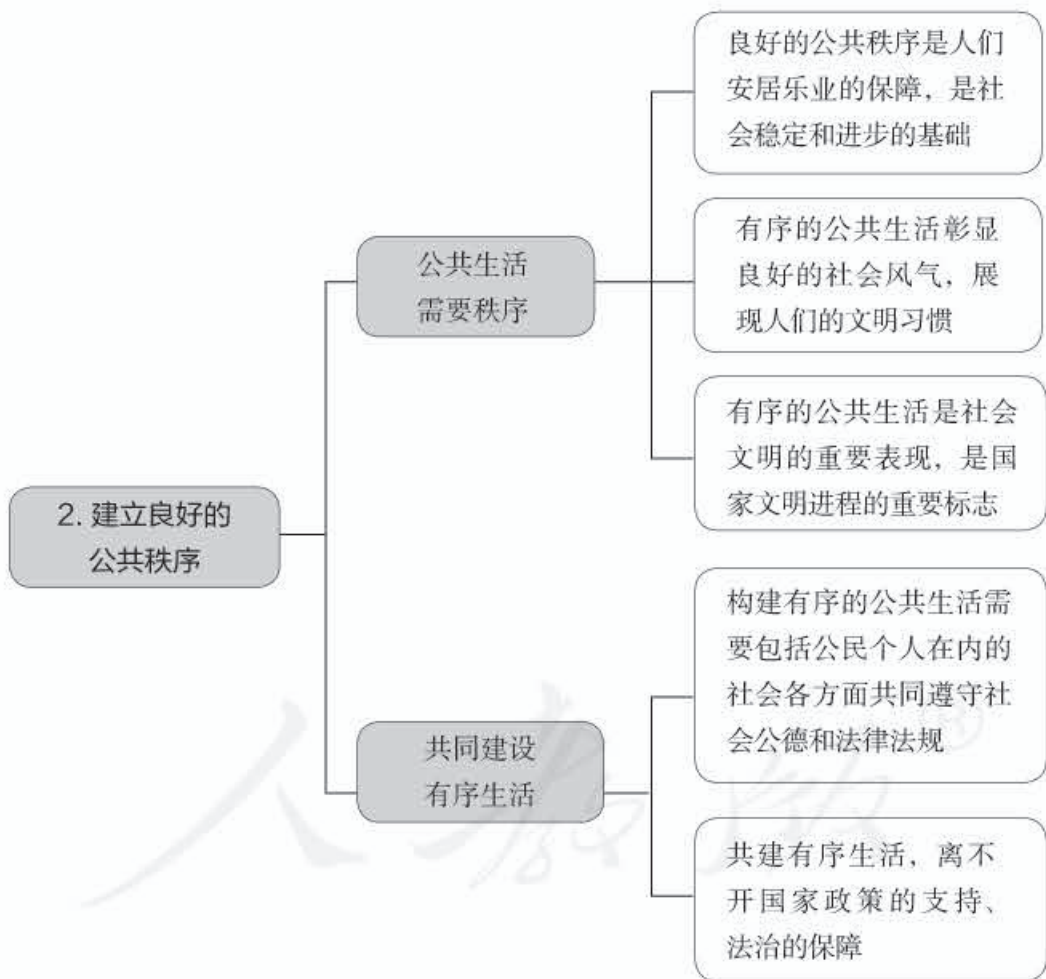 2. 建立良好的
公共秩序
公共生活
需要秩序
良好的公共秩序是人们
安居乐业的保障，是社
会稳定和进步的基础
有序的公共生活彰显
良好的社会风气，展
现人们的文明习惯
有序的公共生活是社会
文明的重要表现，是国
家文明进程的重要标志
共同建设
有序生活
构建有序的公共生活需
要包括公民个人在内的
社会各方面共同遵守社
会公德和法律法规
共建有序生活，离不
开国家政策的支持、
法治的保障
人教版®